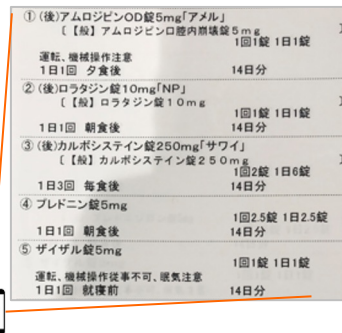 ① (後)アムロジピンOD錠5mg「アメル」
〔【般】アムロジピン口腔内崩壊錠5mg 〕
1回1錠 1日1錠
運転、機械操作注意
1日1回 夕食後 14日分
② (後)ロラタジン錠10mg「NP」
〔【般】ロラタジン錠10mg 〕
1回1錠 1日1錠
1日1回 朝食後 14日分
③ (後)カルボシステイン錠250mg「サワイ」
〔【般】カルボシステイン錠250mg 〕
1回2錠 1日6錠
1日3回 毎食後 14日分
④ プレドニン錠5mg
1回2.5錠 1日2.5錠
1日1回 朝食後 14日分
⑤ ザイザル錠5mg
1回1錠 1日1錠
運転、機械操作従事不可、眠気注意
1日1回 就寝前 14日分